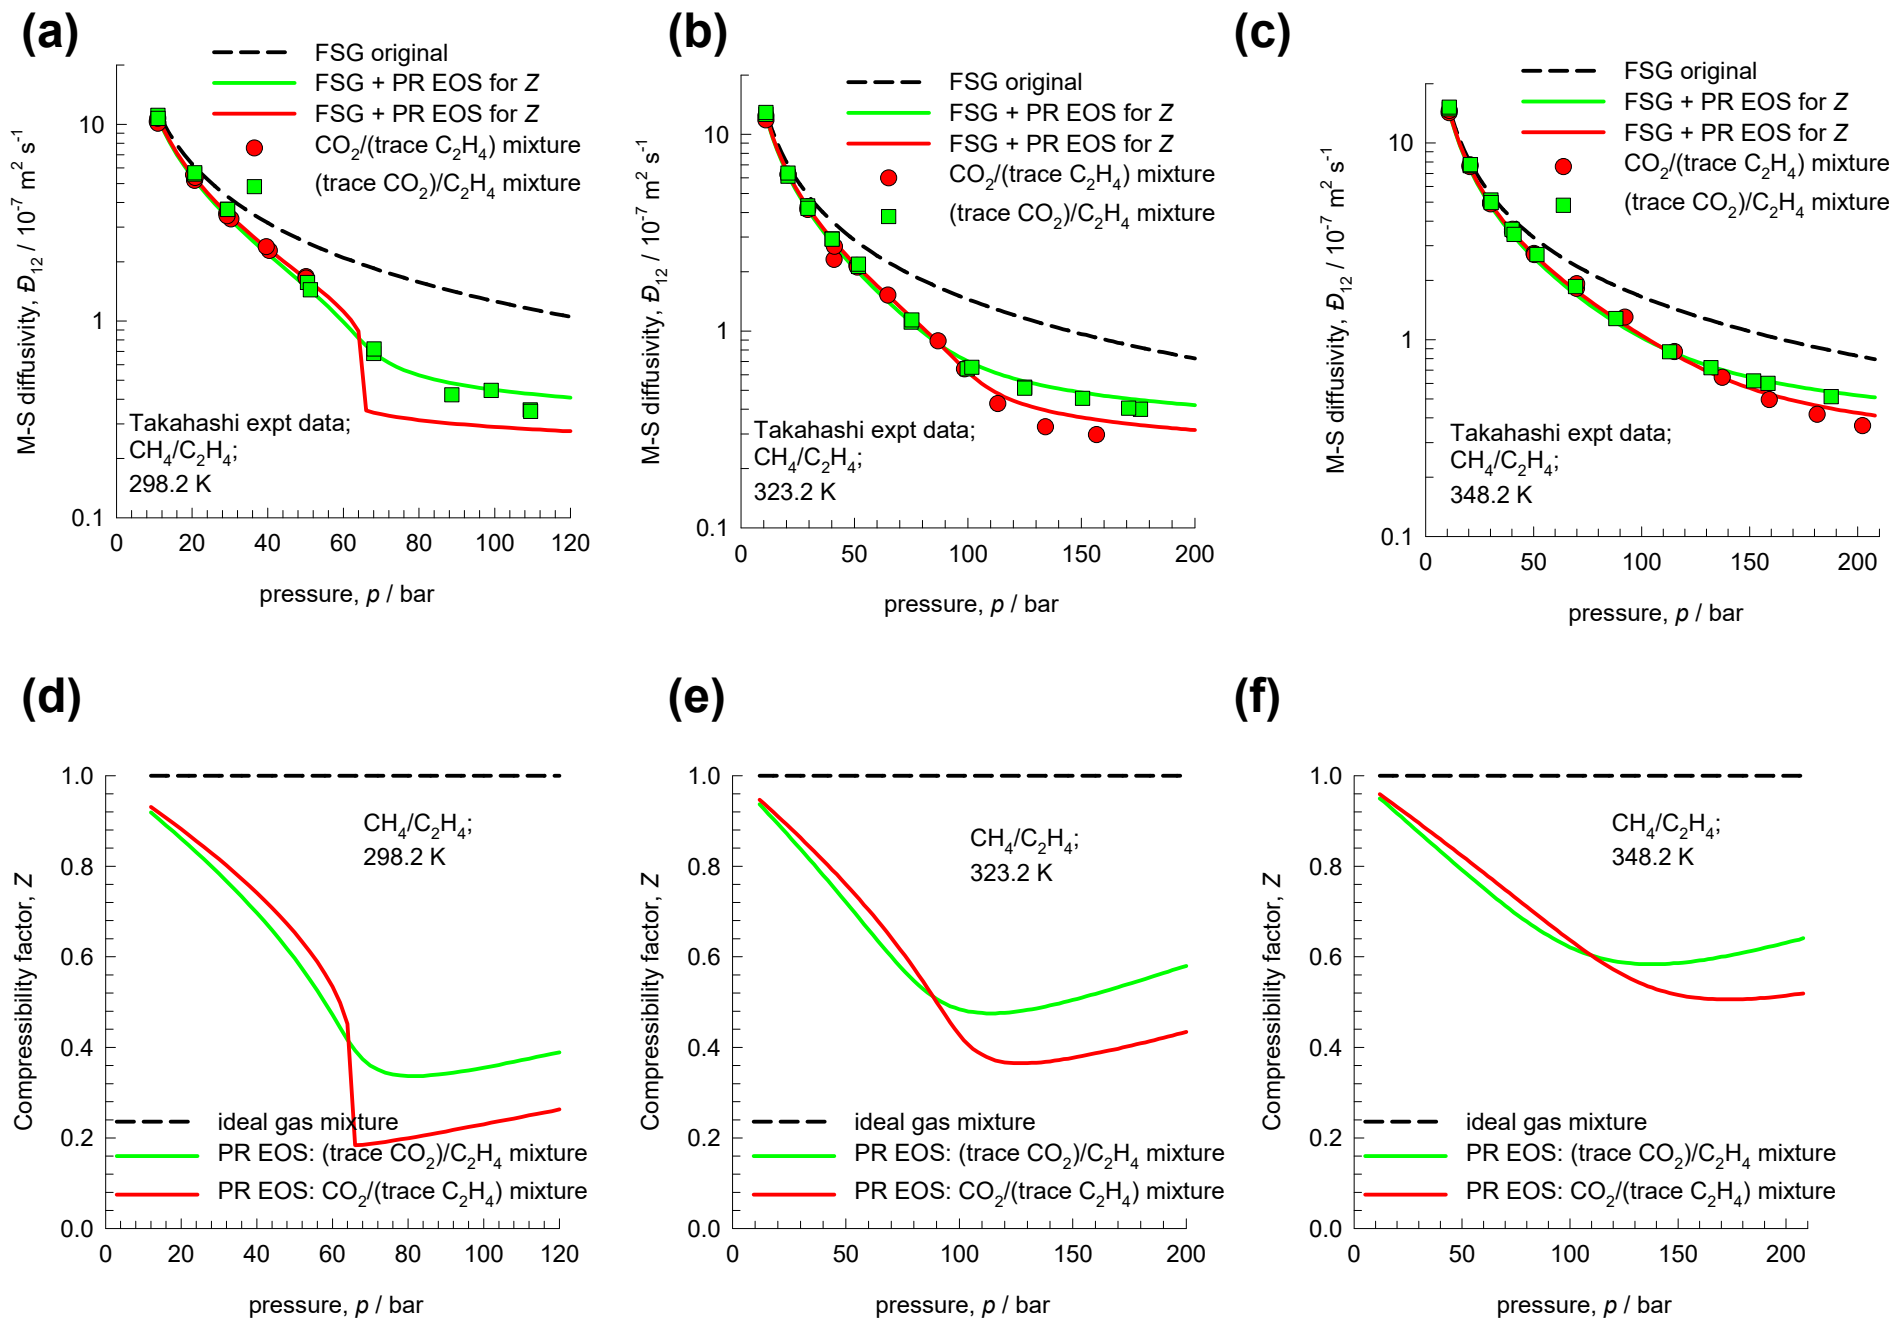 (a)
FSG original
FSG + PR EOS for Z
FSG + PR EOS for Z
CO2/(trace C2H4) mixture
(trace CO2)/C2H4 mixture
M-S diffusivity, Đ12 / 10-7 m2 s-1
10
1
0.1
Takahashi expt data;
CH4/C2H4;
298.2 K
0 20 40 60 80 100 120
pressure, p / bar
(b)
FSG original
FSG + PR EOS for Z
FSG + PR EOS for Z
CO2/(trace C2H4) mixture
(trace CO2)/C2H4 mixture
M-S diffusivity, Đ12 / 10-7 m2 s-1
10
1
0.1
Takahashi expt data;
CH4/C2H4;
323.2 K
0 50 100 150 200
pressure, p / bar
(c)
FSG original
FSG + PR EOS for Z
FSG + PR EOS for Z
CO2/(trace C2H4) mixture
(trace CO2)/C2H4 mixture
M-S diffusivity, Đ12 / 10-7 m2 s-1
10
1
0.1
Takahashi expt data;
CH4/C2H4;
348.2 K
0 50 100 150 200
pressure, p / bar
(d)
Compressibility factor, Z
1.0
0.8
0.6
0.4
0.2
0.0
CH4/C2H4;
298.2 K
ideal gas mixture
PR EOS: (trace CO2)/C2H4 mixture
PR EOS: CO2/(trace C2H4) mixture
0 20 40 60 80 100 120
pressure, p / bar
(e)
Compressibility factor, Z
1.0
0.8
0.6
0.4
0.2
0.0
CH4/C2H4;
323.2 K
ideal gas mixture
PR EOS: (trace CO2)/C2H4 mixture
PR EOS: CO2/(trace C2H4) mixture
0 50 100 150 200
pressure, p / bar
(f)
Compressibility factor, Z
1.0
0.8
0.6
0.4
0.2
0.0
CH4/C2H4;
348.2 K
ideal gas mixture
PR EOS: (trace CO2)/C2H4 mixture
PR EOS: CO2/(trace C2H4) mixture
0 50 100 150 200
pressure, p / bar